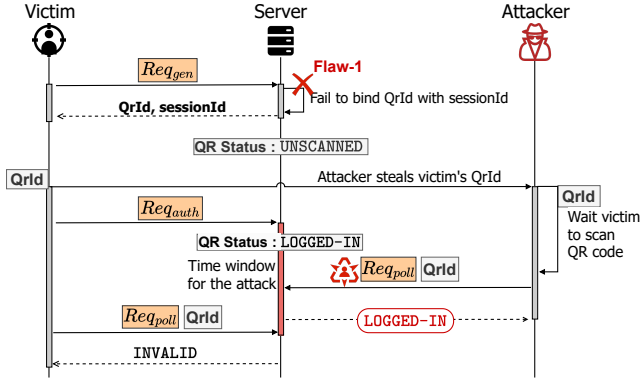 Victim
Server
Attacker
Req_gen
Flaw-1
Fail to bind QrId with sessionId
QrId, sessionId
QR Status : UNSCANNED
QrId
Attacker steals victim's QrId
QrId
Wait victim
to scan
QR code
Req_auth
QR Status : LOGGED-IN
Time window
for the attack
Req_poll QrId
Req_poll QrId
LOGGED-IN
INVALID